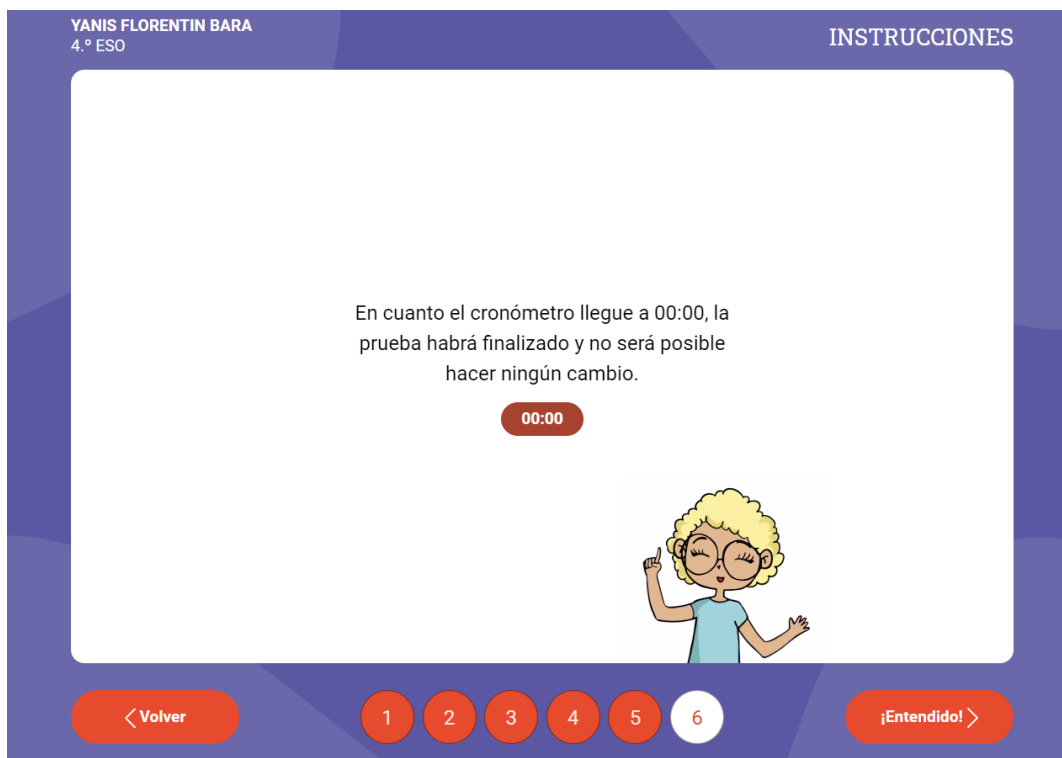 YANIS FLORENTIN BARA
4.º ESO
INSTRUCCIONES
En cuanto el cronómetro llegue a 00:00, la
prueba habrá finalizado y no será posible
hacer ningún cambio.
00:00
Volver
1 2 3 4 5 6
¡Entendido!